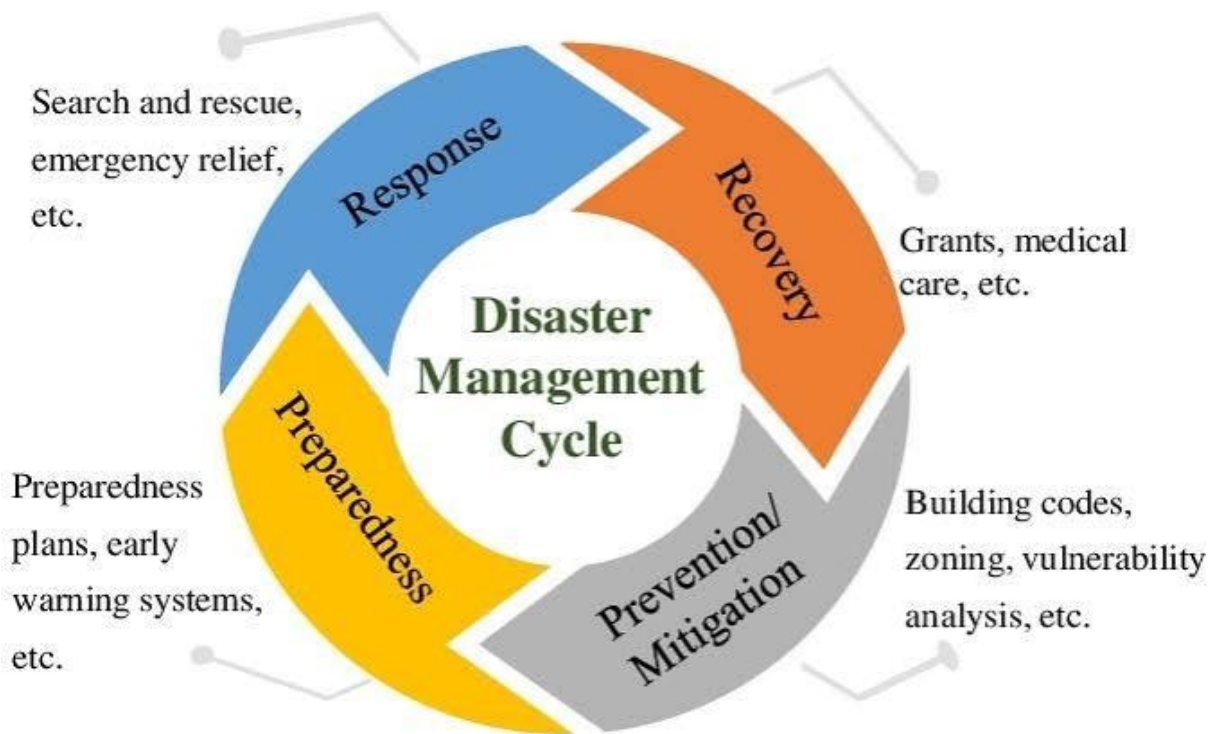 Search and rescue,
emergency relief,
etc.
Response
Recovery
Grants, medical
care, etc.
Disaster
Management
Cycle
Preparedness
Preparedness
plans, early
warning systems,
etc.
Prevention/
Mitigation
Building codes,
zoning, vulnerability
analysis, etc.